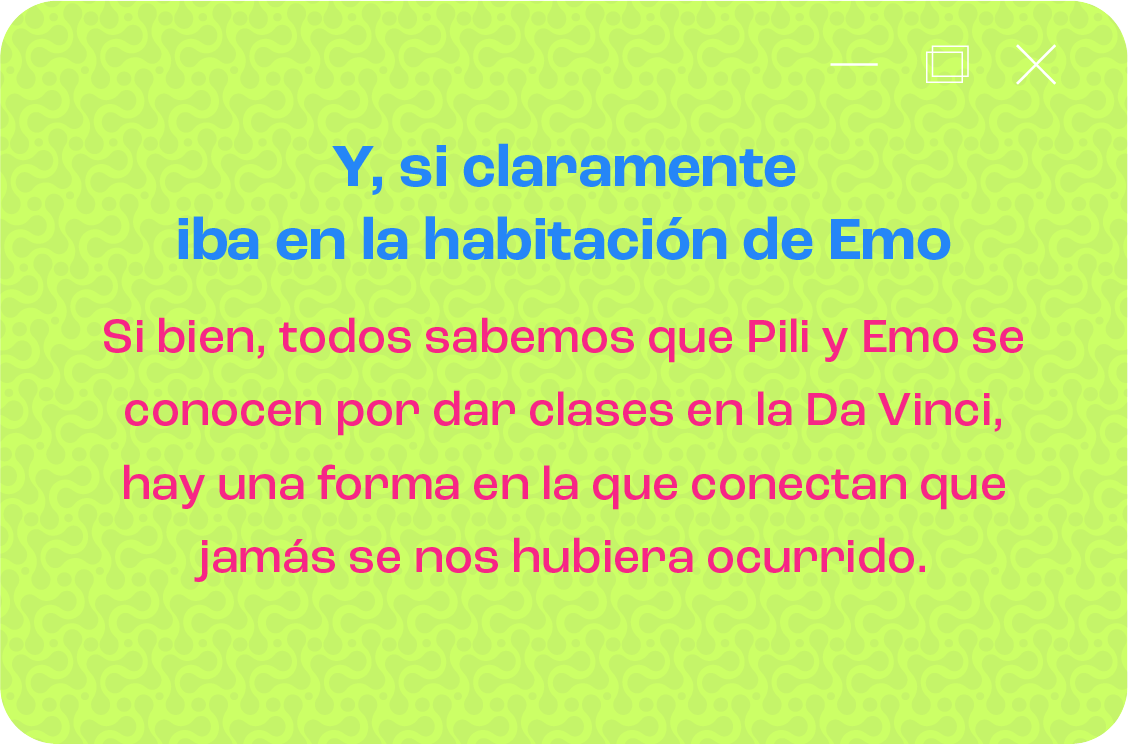 Y, si claramente
iba en la habitación de Emo
Si bien, todos sabemos que Pili y Emo se
conocen por dar clases en la Da Vinci,
hay una forma en la que conectan que
jamás se nos hubiera ocurrido.